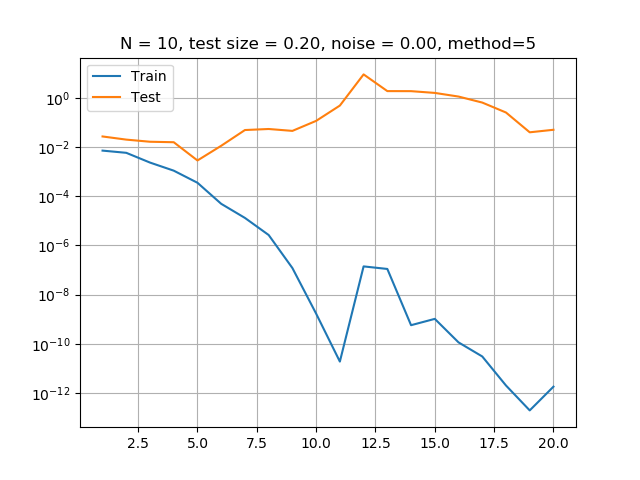 N = 10, test size = 0.20, noise = 0.00, method=5
Train
Test
10^0
10^-2
10^-4
10^-6
10^-8
10^-10
10^-12
2.5 5.0 7.5 10.0 12.5 15.0 17.5 20.0